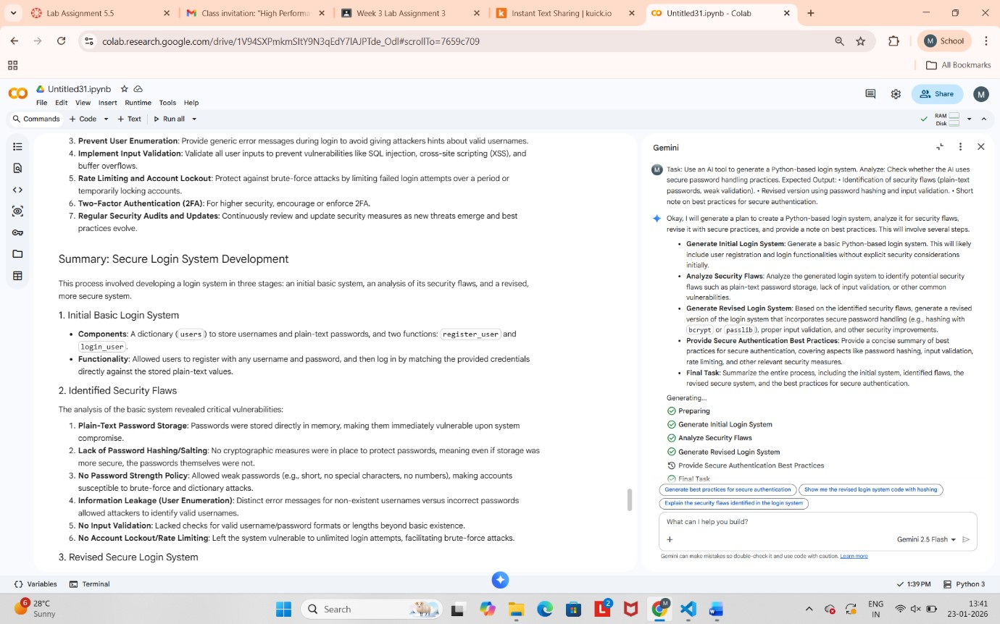 Lab Assignment 5.5
Class invitation: "High Performa
Week 3 Lab Assignment 3
Instant Text Sharing | kuick.io
Untitled31.ipynb - Colab
colab.research.google.com/drive/1V94SXPmkmSItY9N3qEdY7lAJPTde_Odl#scrollTo=7659c709
M School
All Bookmarks
Untitled31.ipynb
File Edit View Insert Runtime Tools Help
Share
M
Commands + Code + Text Run all
RAM
Disk
3. Prevent User Enumeration: Provide generic error messages during login to avoid giving attackers hints about valid usernames.
4. Implement Input Validation: Validate all user inputs to prevent vulnerabilities like SQL injection, cross-site scripting (XSS), and
buffer overflows.
5. Rate Limiting and Account Lockout: Protect against brute-force attacks by limiting failed login attempts over a period or
temporarily locking accounts.
6. Two-Factor Authentication (2FA): For higher security, encourage or enforce 2FA.
7. Regular Security Audits and Updates: Continuously review and update security measures as new threats emerge and best
practices evolve.
Summary: Secure Login System Development
This process involved developing a login system in three stages: an initial basic system, an analysis of its security flaws, and a revised,
more secure system.
1. Initial Basic Login System
• Components: A dictionary (users) to store usernames and plain-text passwords, and two functions: register_user and
login_user.
• Functionality: Allowed users to register with any username and password, and then log in by matching the provided credentials
directly against the stored plain-text values.
2. Identified Security Flaws
The analysis of the basic system revealed critical vulnerabilities:
1. Plain-Text Password Storage: Passwords were stored directly in memory, making them immediately vulnerable upon system
compromise.
2. Lack of Password Hashing/Salting: No cryptographic measures were in place to protect passwords, meaning even if storage was
more secure, the passwords themselves were not.
3. No Password Strength Policy: Allowed weak passwords (e.g., short, no special characters, no numbers), making accounts
susceptible to brute-force and dictionary attacks.
4. Information Leakage (User Enumeration): Distinct error messages for non-existent usernames versus incorrect passwords
allowed attackers to identify valid usernames.
5. No Input Validation: Lacked checks for valid username/password formats or lengths beyond basic existence.
6. No Account Lockout/Rate Limiting: Left the system vulnerable to unlimited login attempts, facilitating brute-force attacks.
3. Revised Secure Login System
Gemini
M Task: Use an AI tool to generate a Python-based login system. Analyze: Check whether the AI uses
secure password handling practices. Expected Output: • Identification of security flaws (plain-text
passwords, weak validation). • Revised version using password hashing and input validation. • Short
note on best practices for secure authentication.
Okay, I will generate a plan to create a Python-based login system, analyze it for security flaws,
revise it with secure practices, and provide a note on best practices. This will involve several steps.
• Generate Initial Login System: Generate a basic Python-based login system. This will likely
include user registration and login functionalities without explicit security considerations
initially.
• Analyze Security Flaws: Analyze the generated login system to identify potential security
flaws such as plain-text password storage, lack of input validation, or other common
vulnerabilities.
• Generate Revised Login System: Based on the identified security flaws, generate a revised
version of the login system that incorporates secure password handling (e.g., hashing with
bcrypt or passlib), proper input validation, and other security improvements.
• Provide Secure Authentication Best Practices: Provide a concise summary of best
practices for secure authentication, covering aspects like password hashing, input validation,
rate limiting, and other relevant security measures.
• Final Task: Summarize the entire process, including the initial system, identified flaws, the
revised secure system, and the best practices for secure authentication.
Generating...
Preparing
Generate Initial Login System
Analyze Security Flaws
Generate Revised Login System
Provide Secure Authentication Best Practices
Final Task
Generate best practices for secure authentication
Show me the revised login system code with hashing
Explain the security flaws identified in the login system
What can I help you build?
Gemini 2.5 Flash
Gemini can make mistakes so double-check it and use code with caution. Learn more
Variables Terminal
1:39 PM Python 3
6
28°C
Sunny
Search
L 2
M
W
ENG
IN
13:41
23-01-2026